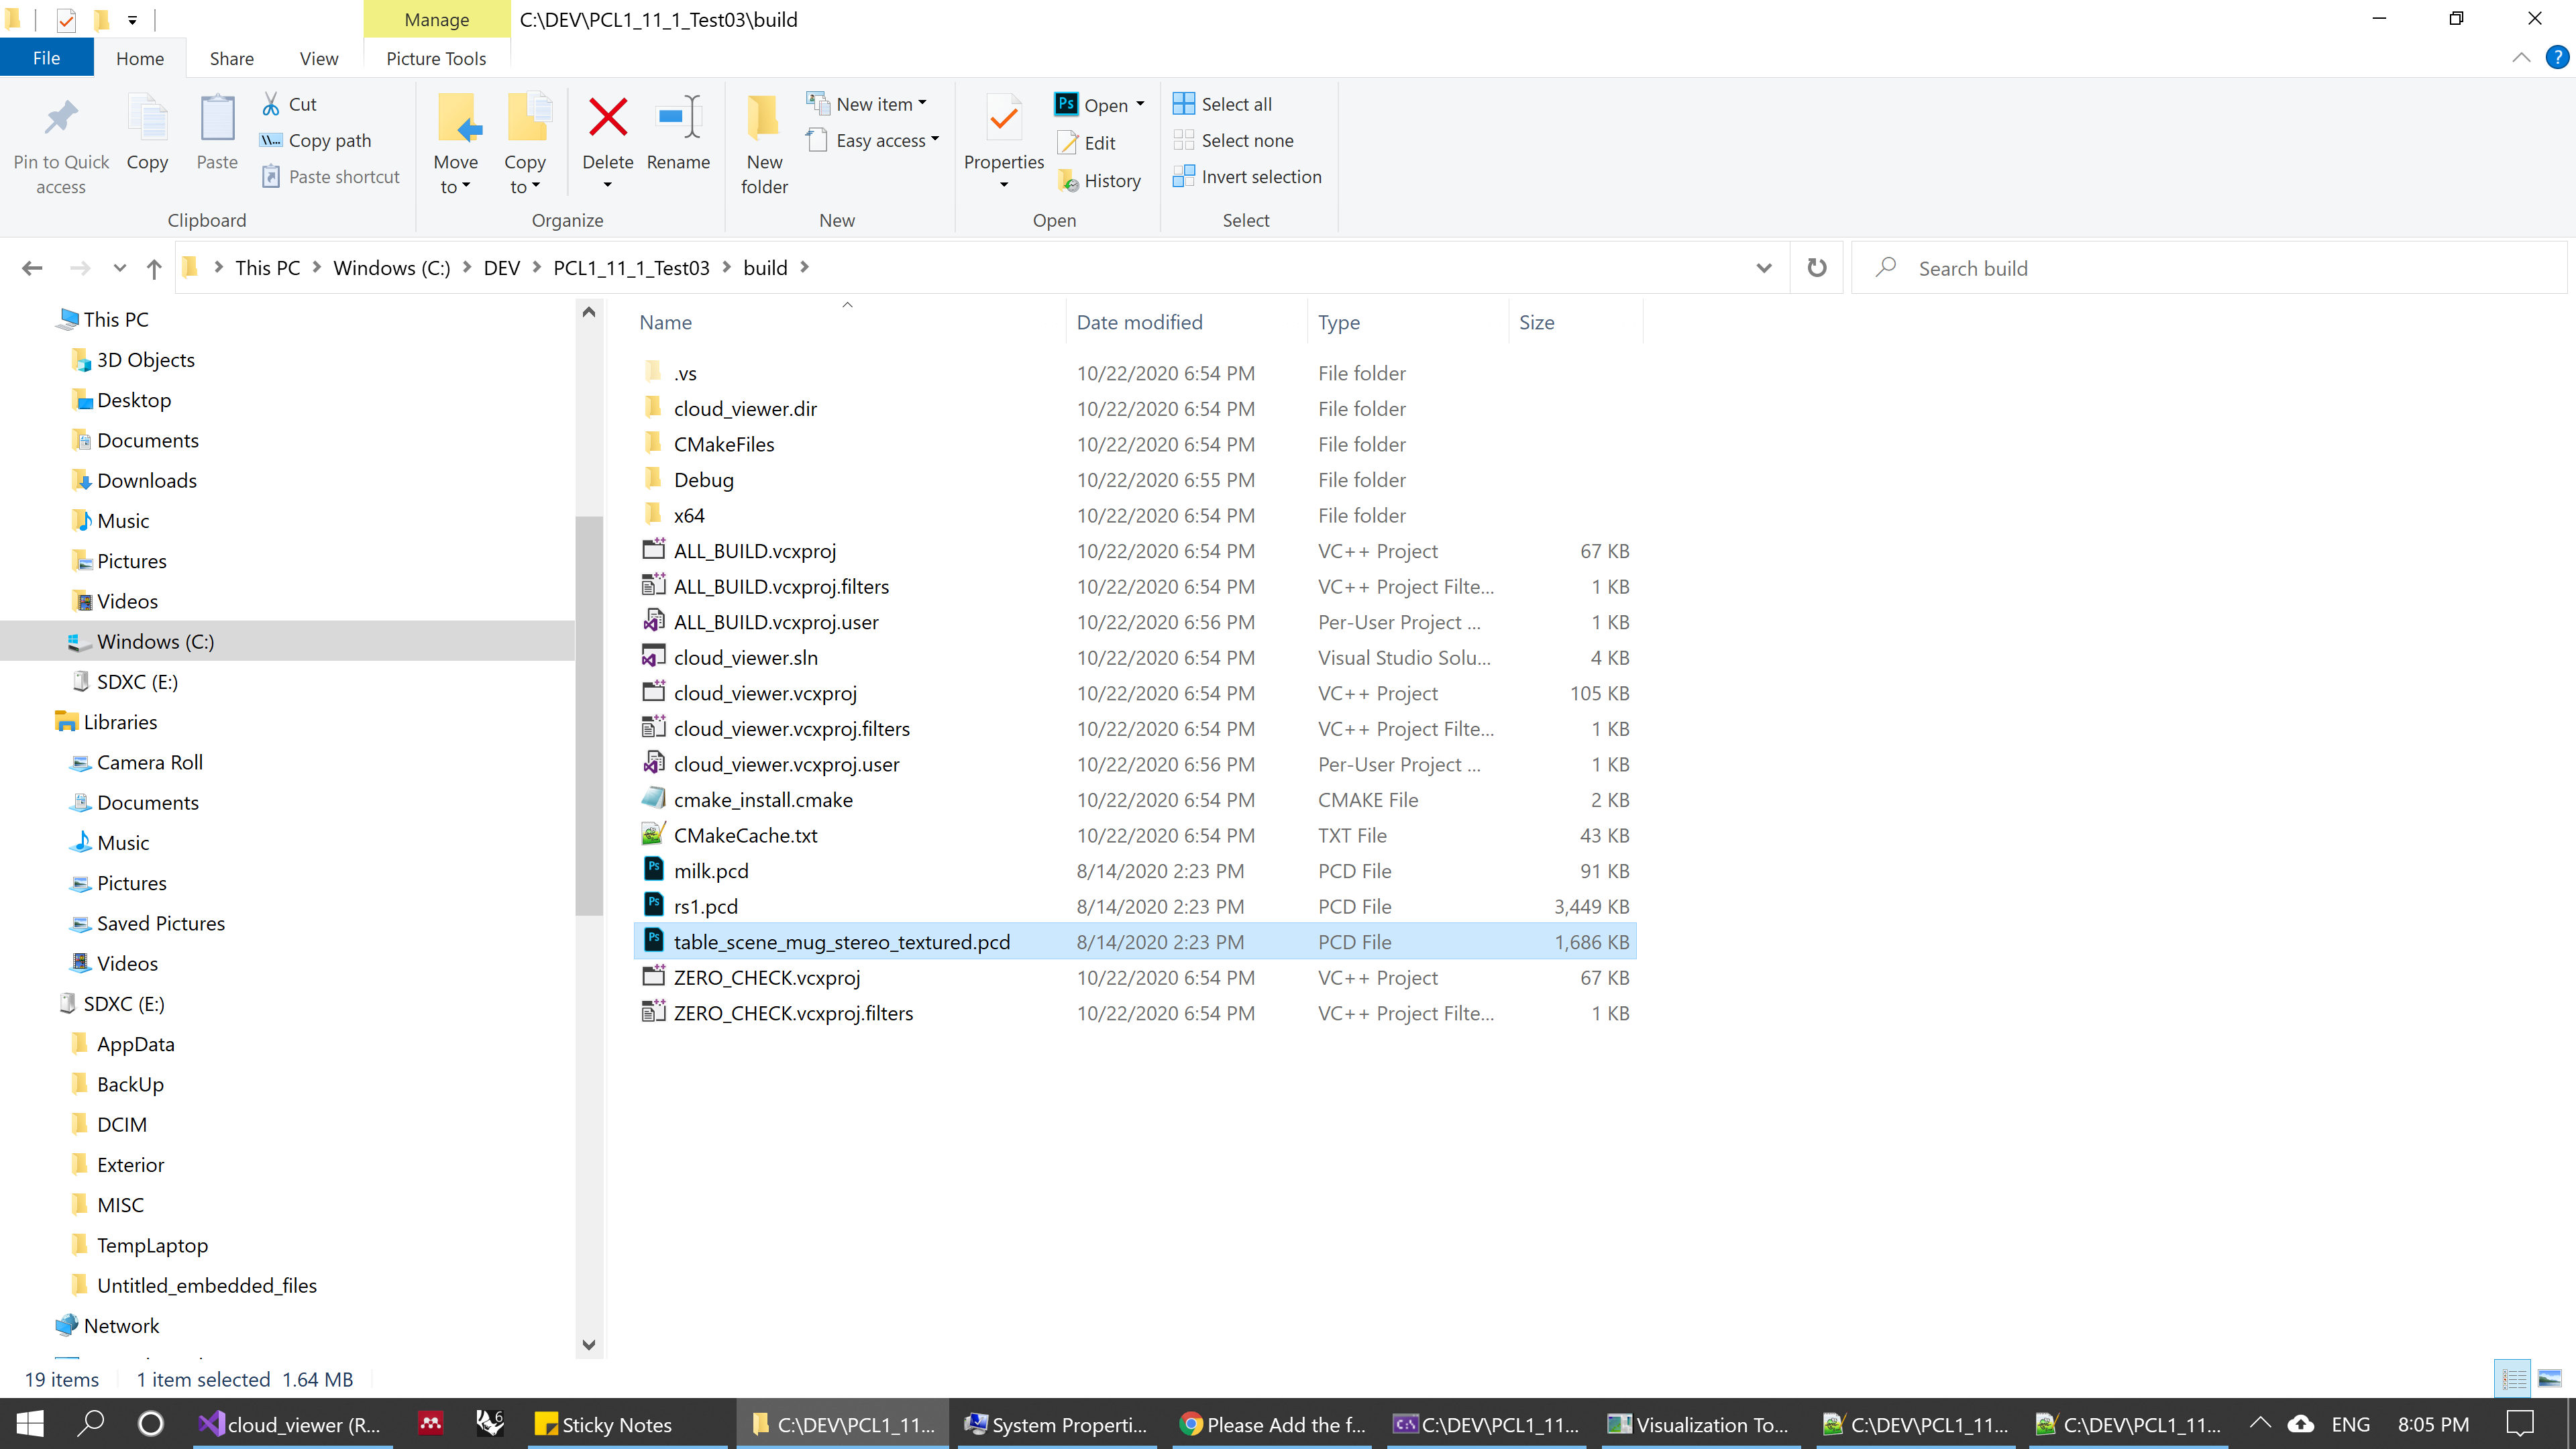 Manage
C:\DEV\PCL1_11_1_Test03\build
File
Home
Share
View
Picture Tools
Pin to Quick access
Copy
Paste
Cut
Copy path
Paste shortcut
Clipboard
Move to
Copy to
Delete
Rename
Organize
New folder
New item
Easy access
New
Properties
Open
Edit
History
Open
Select all
Select none
Invert selection
Select
This PC
Windows (C:)
DEV
PCL1_11_1_Test03
build
Search build
This PC
3D Objects
Desktop
Documents
Downloads
Music
Pictures
Videos
Windows (C:)
SDXC (E:)
Libraries
Camera Roll
Documents
Music
Pictures
Saved Pictures
Videos
SDXC (E:)
AppData
BackUp
DCIM
Exterior
MISC
TempLaptop
Untitled_embedded_files
Network
Name Date modified Type Size
.vs 10/22/2020 6:54 PM File folder
cloud_viewer.dir 10/22/2020 6:54 PM File folder
CMakeFiles 10/22/2020 6:54 PM File folder
Debug 10/22/2020 6:55 PM File folder
x64 10/22/2020 6:54 PM File folder
ALL_BUILD.vcxproj 10/22/2020 6:54 PM VC++ Project 67 KB
ALL_BUILD.vcxproj.filters 10/22/2020 6:54 PM VC++ Project Filte... 1 KB
ALL_BUILD.vcxproj.user 10/22/2020 6:56 PM Per-User Project ... 1 KB
cloud_viewer.sln 10/22/2020 6:54 PM Visual Studio Solu... 4 KB
cloud_viewer.vcxproj 10/22/2020 6:54 PM VC++ Project 105 KB
cloud_viewer.vcxproj.filters 10/22/2020 6:54 PM VC++ Project Filte... 1 KB
cloud_viewer.vcxproj.user 10/22/2020 6:56 PM Per-User Project ... 1 KB
cmake_install.cmake 10/22/2020 6:54 PM CMAKE File 2 KB
CMakeCache.txt 10/22/2020 6:54 PM TXT File 43 KB
milk.pcd 8/14/2020 2:23 PM PCD File 91 KB
rs1.pcd 8/14/2020 2:23 PM PCD File 3,449 KB
table_scene_mug_stereo_textured.pcd 8/14/2020 2:23 PM PCD File 1,686 KB
ZERO_CHECK.vcxproj 10/22/2020 6:54 PM VC++ Project 67 KB
ZERO_CHECK.vcxproj.filters 10/22/2020 6:54 PM VC++ Project Filte... 1 KB
19 items 1 item selected 1.64 MB
cloud_viewer (R...
Sticky Notes
C:\DEV\PCL1_11...
System Properti...
Please Add the f...
C:\DEV\PCL1_11...
Visualization To...
C:\DEV\PCL1_11...
C:\DEV\PCL1_11...
ENG
8:05 PM